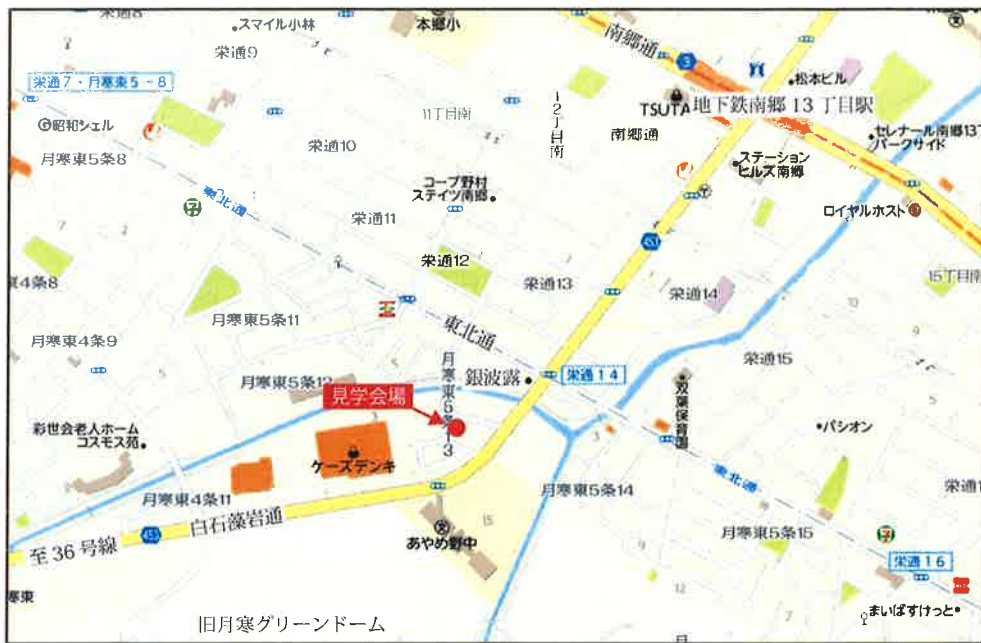 栄通8
スマイル小林
本郷小
南郷通
栄通9
3
松本ビル
栄通7・月寒東5-8
TSUTA
地下鉄南郷13丁目駅
11丁目南
12丁目南
昭和シェル
南郷通
セレナール南郷13丁
パークサイド
月寒東5条8
栄通10
ステーション
ヒルズ南郷
コープ野村
ステイツ南郷
東北通
ロイヤルホスト
栄通11
453
栄通12
15丁目南
東4条8
栄通13
栄通14
月寒東5条11
月寒東4条9
東北通
栄通15
月寒東5条12
月寒東5条13
銀波露
栄通14
見学会場
双葉保育園
彩世会老人ホーム
コスモス苑
パシオン
ケーズデンキ
東北通
月寒東4条11
月寒東5条14
栄通1
453
白石藻岩通
15
月寒東5条15
至36号線
あやめ野中
栄通16
寒東
まいばすけっと
旧月寒グリーンドーム